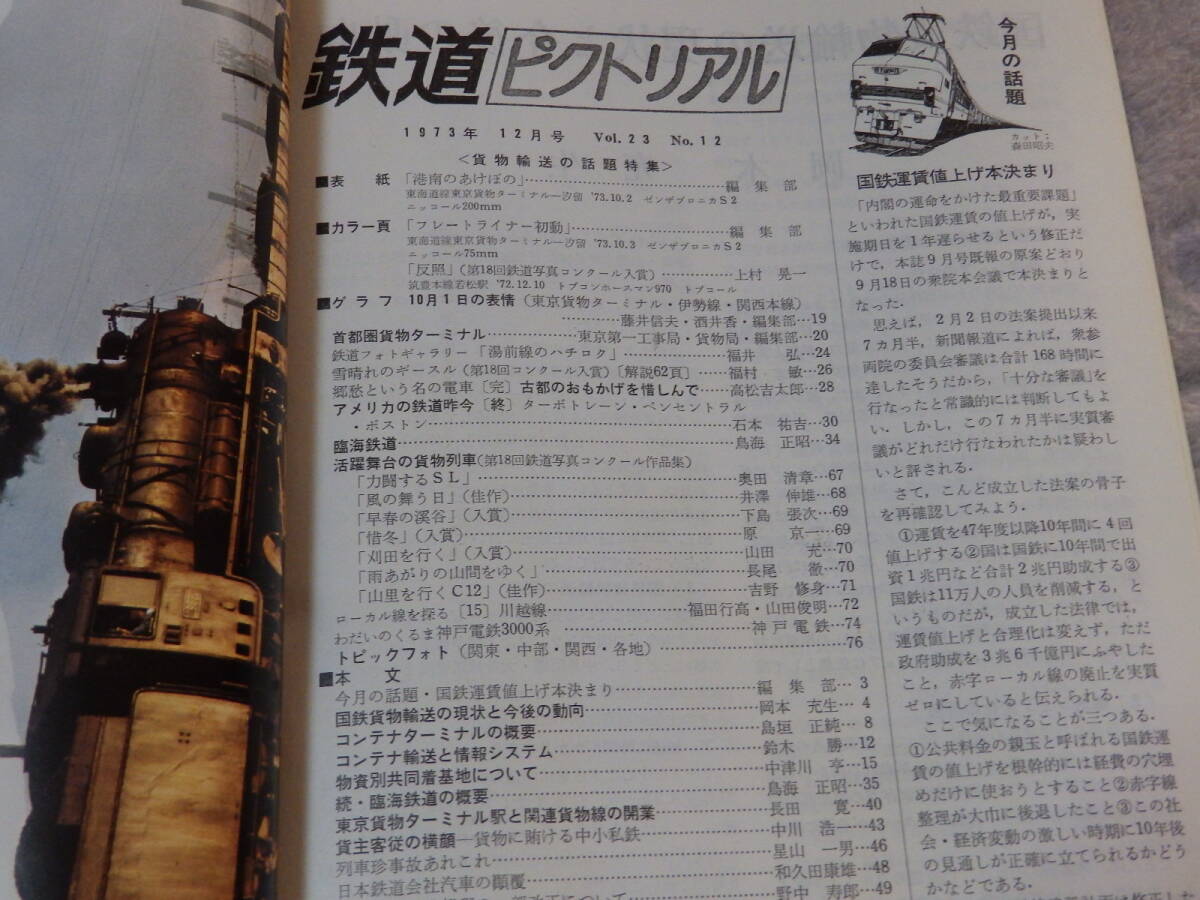 鉄道ピクトリアル
1973年 12月号 Vol.23 No.12
<貨物輸送の話題特集>
■表紙「港南のあけぼの」……編集部
東海道線東京貨物ターミナル―汐留 '73.10.2 ゼンザブロニカS2
ニッコール200mm
■カラー頁「フレートライナー初動」……編集部
東海道線東京貨物ターミナル―汐留 '73.10.3 ゼンザブロニカS2
ニッコール75mm
「反照」(第18回鉄道写真コンクール入賞)……上村 晃一
筑豊本線若松駅 '72.12.10 トプコンホースマン970 トプコール
■グラフ 10月1日の表情(東京貨物ターミナル・伊勢線・関西本線)
……藤井信夫・酒井香・編集部…19
首都圏貨物ターミナル……東京第一工事局・貨物局・編集部…20
鉄道フォトギャラリー「湯前線のハチロク」……福井 弘…24
雪晴れのギースル(第18回コンクール入賞)〔解説62頁〕……福村 敏…26
郷愁という名の電車〔完〕古都のおもかげを惜しんで……高松吉太郎…28
アメリカの鉄道昨今〔終〕ターボトレーン・ペンセントラル
・ボストン……石本 祐吉…30
臨海鉄道……鳥海 正昭…34
活躍舞台の貨物列車(第18回鉄道写真コンクール作品集)
「力闘するSL」……奥田 清章…67
「風の舞う日」(佳作)……井澤 伸雄…68
「早春の渓谷」(入賞)……下島 張次…69
「惜冬」(入賞)……原 京一…69
「刈田を行く」(入賞)……山田 充…70
「雨あがりの山間をゆく」……長尾 徹…70
「山里を行くC12」(佳作)……吉野 修身…71
ローカル線を探る〔15〕川越線……福田行高・山田俊明…72
わだいのくるま神戸電鉄3000系……神戸電鉄…74
トピックフォト(関東・中部・関西・各地)……76
■本文
今月の話題・国鉄運賃値上げ本決まり……編集部…3
国鉄貨物輸送の現状と今後の動向……岡本 充生…4
コンテナターミナルの概要……島垣 正純…8
コンテナ輸送と情報システム……鈴木 勝…12
物資別共同着基地について……中津川 亨…15
続・臨海鉄道の概要……鳥海 正昭…35
東京貨物ターミナル駅と関連貨物線の開業……長田 寛…40
貨主客従の横顔―貨物に賭ける中小私鉄……中川 浩一…43
列車珍事故あれこれ……星山 一男…46
日本鉄道会社汽車の顚覆……和久田康雄…48
一部改正について……野中 寿郎…49
今月の話題
カット:
森田昭夫
国鉄運賃値上げ本決まり
「内閣の運命をかけた最重要課題」
といわれた国鉄運賃の値上げが,実
施期日を1年遅らせるという修正だ
けで,本誌9月号既報の原案どおり
9月18日の衆院本会議で本決まりと
なった.
思えば,2月2日の法案提出以来
7ヵ月半,新聞報道によれば,衆参
両院の委員会審議は合計168時間に
達したそうだから,「十分な審議」を
行なったと常識的には判断してもよ
い.しかし,この7ヵ月半に実質審
議がどれだけ行なわれたかは疑わし
いと評される.
さて,こんど成立した法案の骨子
を再確認してみよう.
①運賃を47年度以降10年間に4回
値上げする②国は国鉄に10年間で出
資1兆円など合計2兆円助成する③
国鉄は11万人の人員を削減する,と
いうものだが,成立した法律では,
運賃値上げと合理化は変えず,ただ
政府助成を3兆6千億円にふやした
こと,赤字ローカル線の廃止を実質
ゼロにしていると伝えられる.
ここで気になることが三つある.
①公共料金の親玉と呼ばれる国鉄運
賃の値上げを根幹的には経費の穴埋
めだけに使おうとすること②赤字線
整理が大巾に後退したこと③この社
会・経済変動の激しい時期に10年後
の見通しが正確に立てられるかどう
かなどである.